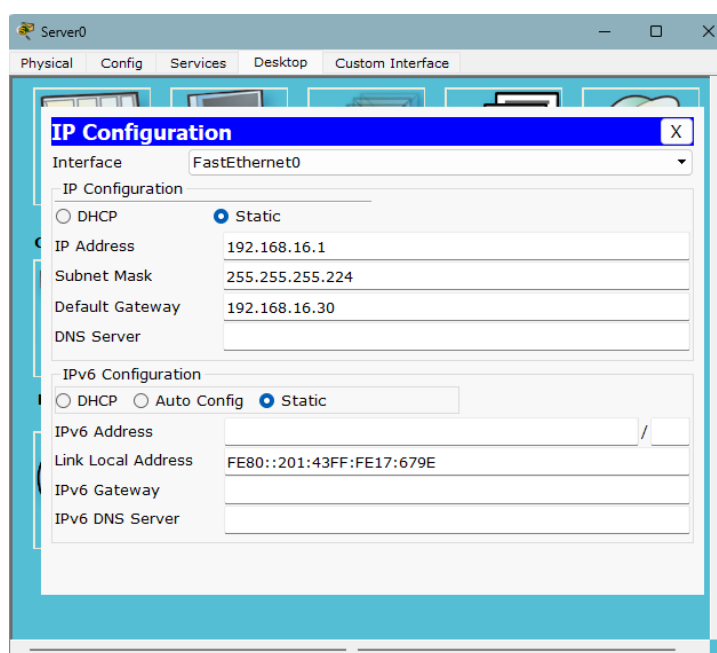 Server0
Physical Config Services Desktop Custom Interface
IP Configuration X
Interface FastEthernet0
IP Configuration
DHCP Static
IP Address 192.168.16.1
Subnet Mask 255.255.255.224
Default Gateway 192.168.16.30
DNS Server
IPv6 Configuration
DHCP Auto Config Static
IPv6 Address /
Link Local Address FE80::201:43FF:FE17:679E
IPv6 Gateway
IPv6 DNS Server